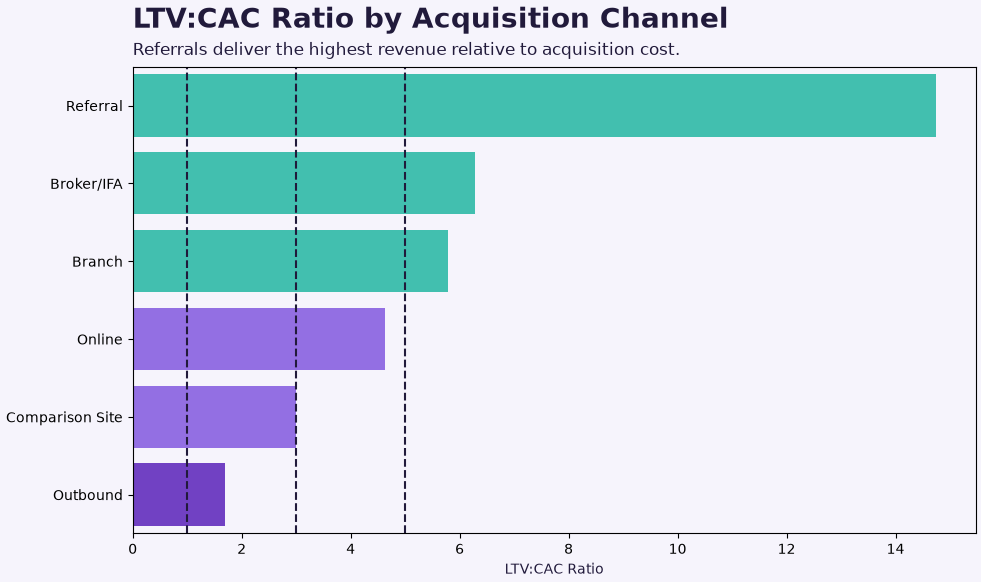 LTV:CAC Ratio by Acquisition Channel
Referrals deliver the highest revenue relative to acquisition cost.
Referral
Broker/IFA
Branch
Online
Comparison Site
Outbound
0 2 4 6 8 10 12 14
LTV:CAC Ratio